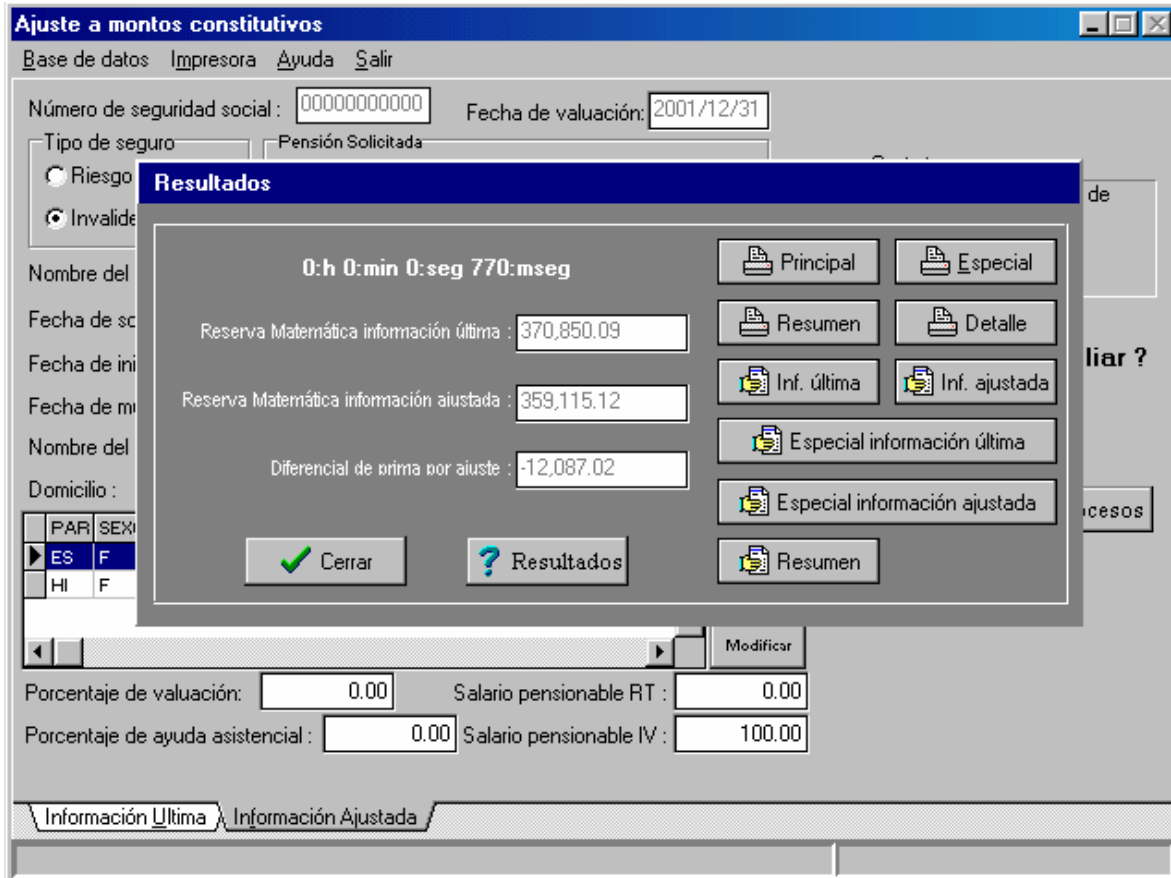 Ajuste a montos constitutivos
Base de datos Impresora Ayuda Salir
Número de seguridad social : 00000000000 Fecha de valuación: 2001/12/31
Tipo de seguro Pensión Solicitada
Riesgo
Resultados
de
Invalide
0:h 0:min 0:seg 770:mseg
Principal Especial
Nombre del
Fecha de so
Reserva Matemática información última : 370,850.09
Resumen Detalle
liar ?
Fecha de ini
Inf. última Inf. ajustada
Reserva Matemática información ajustada : 359,115.12
Fecha de mu
Nombre del
Especial información última
Diferencial de prima por ajuste : -12,087.02
Domicilio :
Especial información ajustada
ocesos
PAR SEXO
ES F
Cerrar ? Resultados Resumen
HI F
Modificar
Porcentaje de valuación: 0.00 Salario pensionable RT : 0.00
Porcentaje de ayuda asistencial : 0.00 Salario pensionable IV : 100.00
Información Ultima Información Ajustada